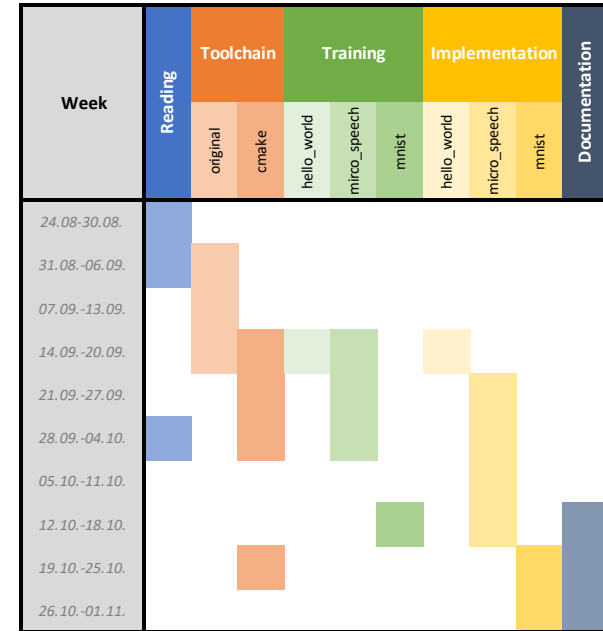 Week
Reading
Toolchain
Training
Implementation
Documentation
original
cmake
hello_world
mirco_speech
mnist
hello_world
micro_speech
mnist
24.08-30.08.
31.08.-06.09.
07.09.-13.09.
14.09.-20.09.
21.09.-27.09.
28.09.-04.10.
05.10.-11.10.
12.10.-18.10.
19.10.-25.10.
26.10.-01.11.